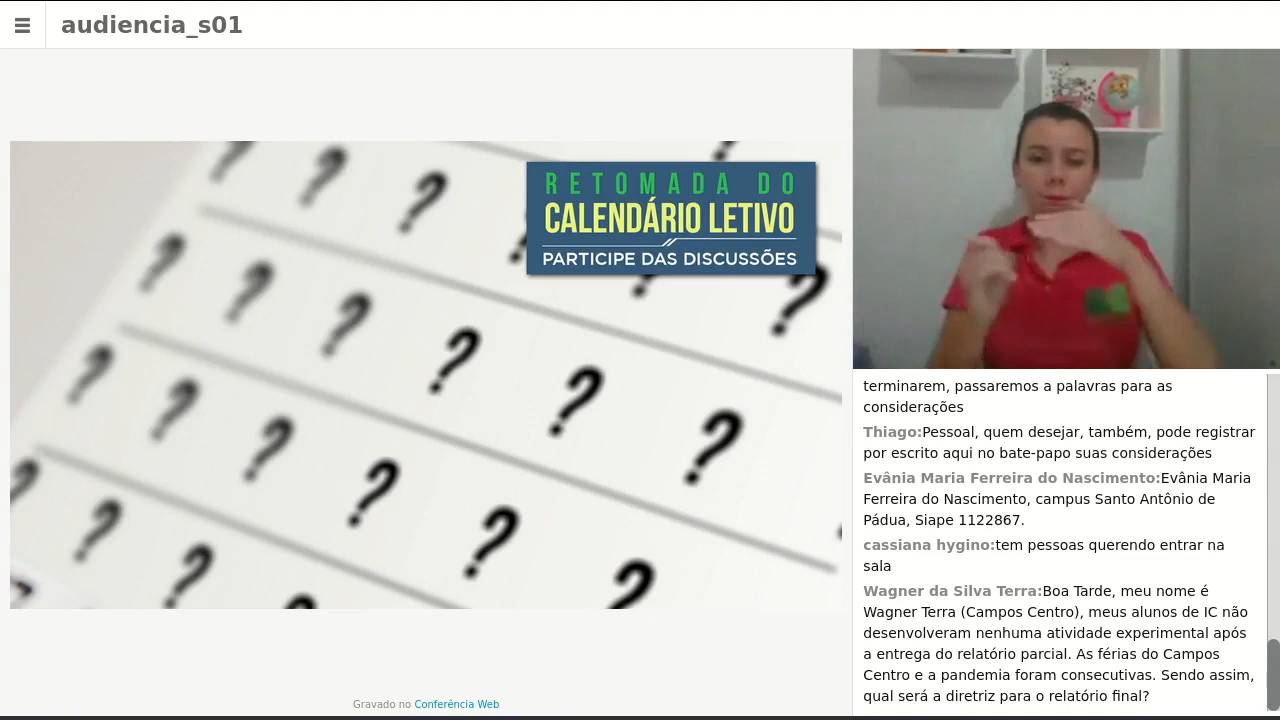 audiencia_s01
RETOMADA DO
CALENDÁRIO LETIVO
PARTICIPE DAS DISCUSSÕES
? ? ? ? ?
? ? ? ? ? ?
? ? ? ? ? ?
? ? ? ? ? ?
? ? ?
terminarem, passaremos a palavras para as
considerações
Thiago:Pessoal, quem desejar, também, pode registrar
por escrito aqui no bate-papo suas considerações
Evânia Maria Ferreira do Nascimento:Evânia Maria
Ferreira do Nascimento, campus Santo Antônio de
Pádua, Siape 1122867.
cassiana hygino:tem pessoas querendo entrar na
sala
Wagner da Silva Terra:Boa Tarde, meu nome é
Wagner Terra (Campos Centro), meus alunos de IC não
desenvolveram nenhuma atividade experimental após
a entrega do relatório parcial. As férias do Campos
Centro e a pandemia foram consecutivas. Sendo assim,
qual será a diretriz para o relatório final?
Gravado no Conferência Web